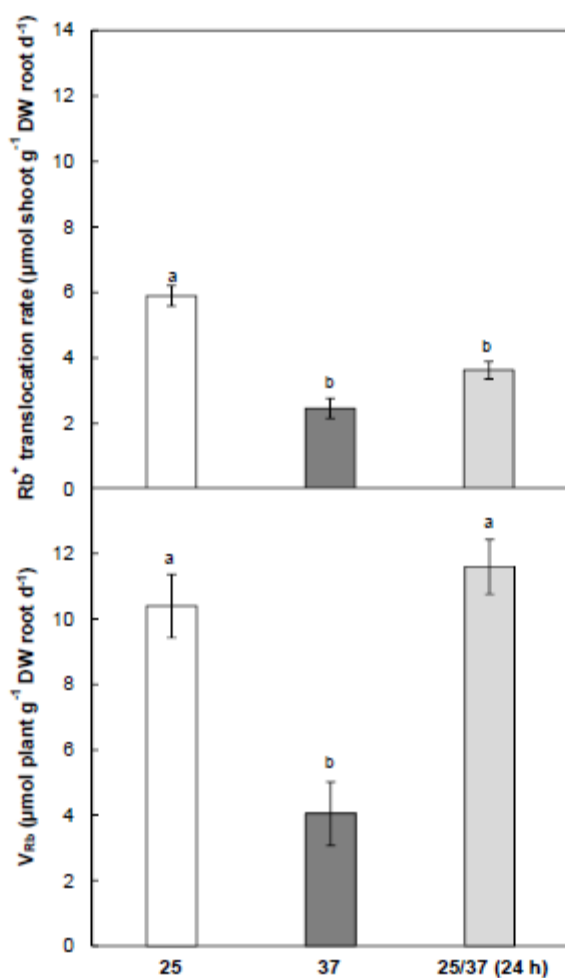 Rb⁺ translocation rate (µmol shoot g⁻¹ DW root d⁻¹)
14
12
10
8
6
4
2
0
a
b
b
V_Rb (µmol plant g⁻¹ DW root d⁻¹)
12
10
8
6
4
2
0
a
b
a
25 37 25/37 (24 h)